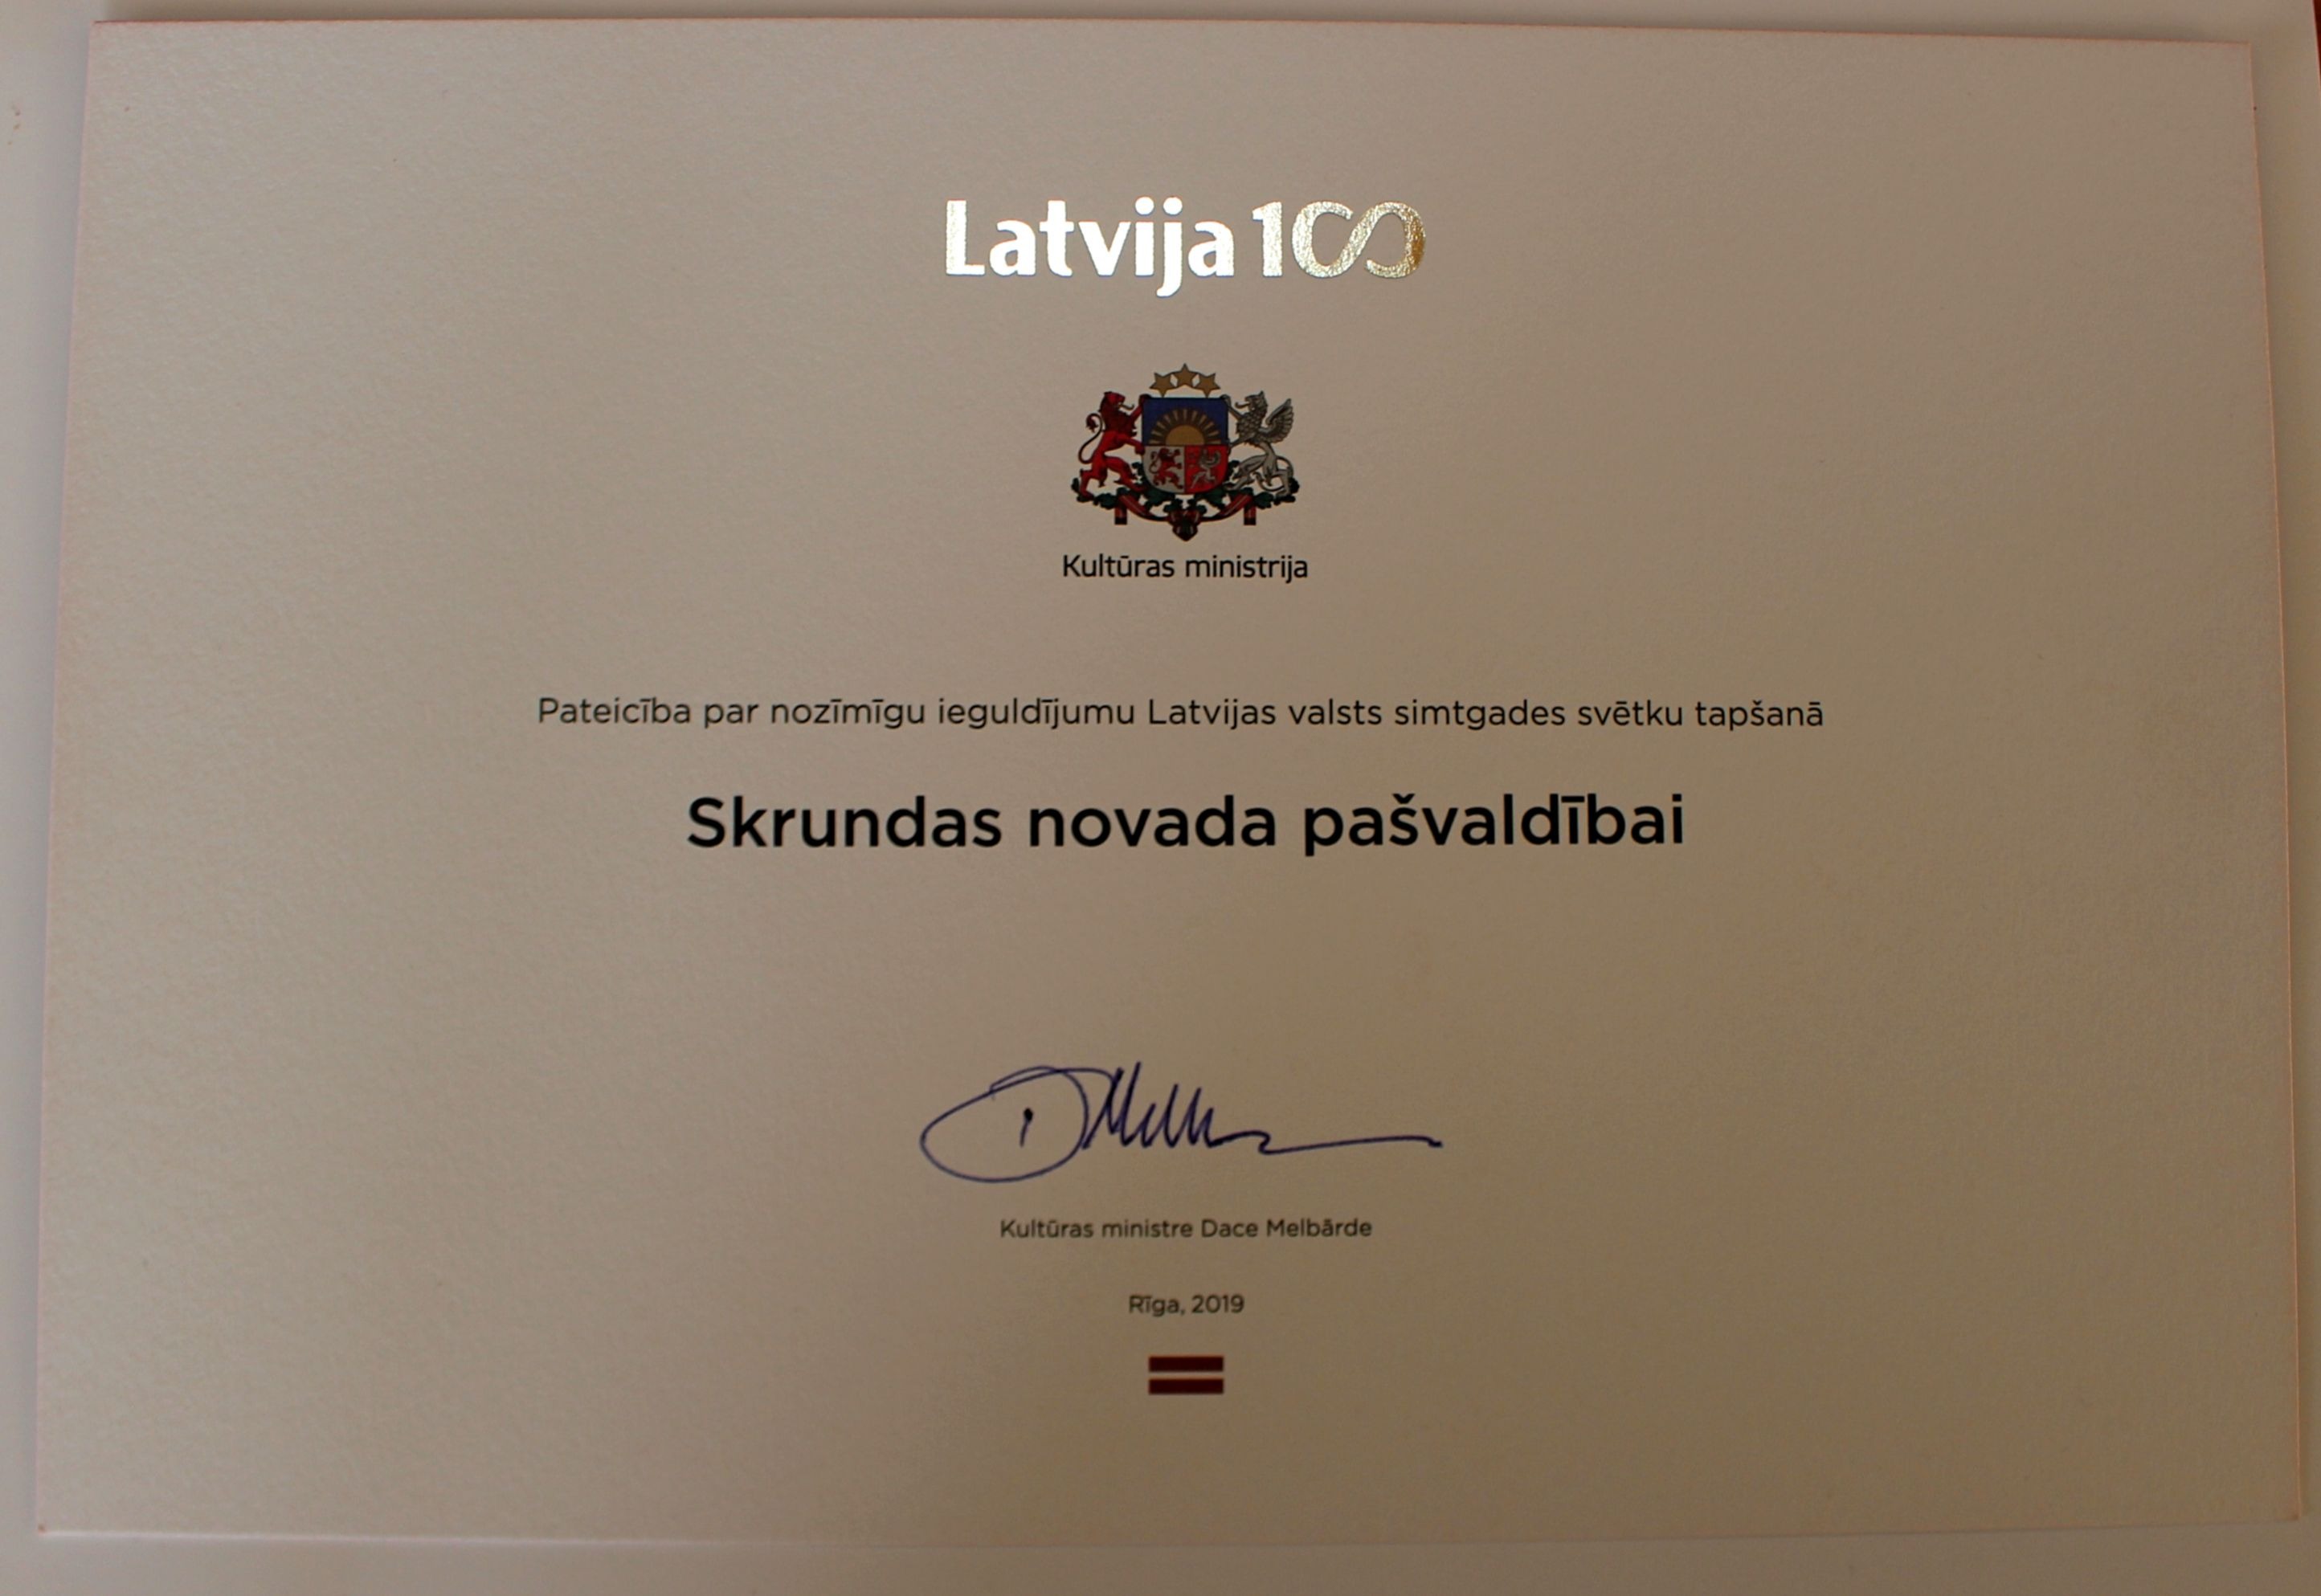 Latvija 100
Kultūras ministrija
Pateicība par nozīmīgu ieguldījumu Latvijas valsts simtgades svētku tapšanā
Skrundas novada pašvaldībai
Kultūras ministre Dace Melbārde
Rīga, 2019